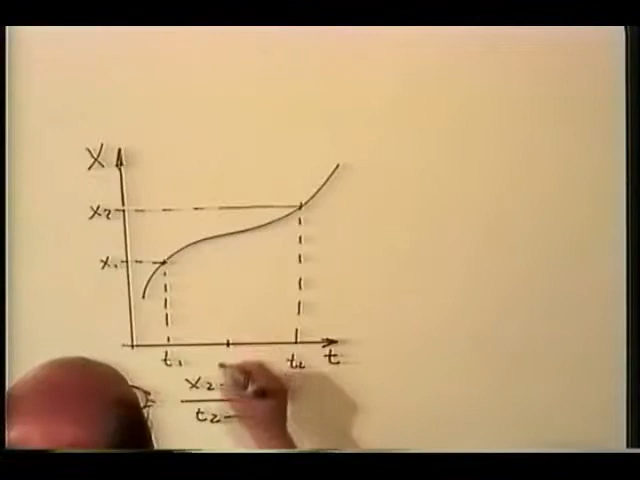 X
x₂
x₁
t₁ t₂ t
x₂ -
t₂ -